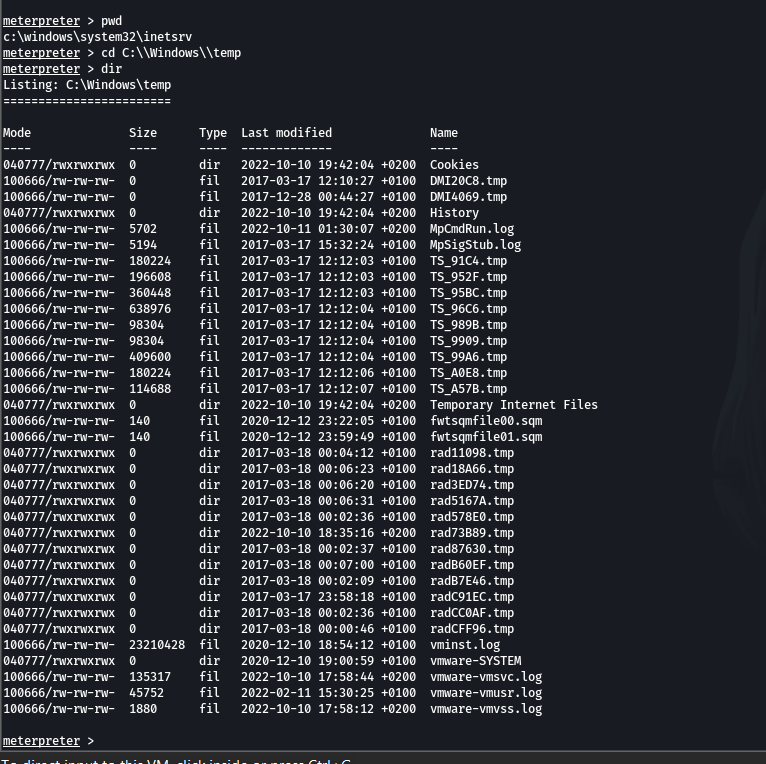 meterpreter > pwd
c:\windows\system32\inetsrv
meterpreter > cd C:\\Windows\\temp
meterpreter > dir
Listing: C:\Windows\temp
========================
Mode Size Type Last modified Name
---- ---- ---- ------------- ----
040777/rwxrwxrwx 0 dir 2022-10-10 19:42:04 +0200 Cookies
100666/rw-rw-rw- 0 fil 2017-03-17 12:10:27 +0100 DMI20C8.tmp
100666/rw-rw-rw- 0 fil 2017-12-28 00:44:27 +0100 DMI4069.tmp
040777/rwxrwxrwx 0 dir 2022-10-10 19:42:04 +0200 History
100666/rw-rw-rw- 5702 fil 2022-10-11 01:30:07 +0200 MpCmdRun.log
100666/rw-rw-rw- 5194 fil 2017-03-17 15:32:24 +0100 MpSigStub.log
100666/rw-rw-rw- 180224 fil 2017-03-17 12:12:03 +0100 TS_91C4.tmp
100666/rw-rw-rw- 196608 fil 2017-03-17 12:12:03 +0100 TS_952F.tmp
100666/rw-rw-rw- 360448 fil 2017-03-17 12:12:03 +0100 TS_95BC.tmp
100666/rw-rw-rw- 638976 fil 2017-03-17 12:12:04 +0100 TS_96C6.tmp
100666/rw-rw-rw- 98304 fil 2017-03-17 12:12:04 +0100 TS_989B.tmp
100666/rw-rw-rw- 98304 fil 2017-03-17 12:12:04 +0100 TS_9909.tmp
100666/rw-rw-rw- 409600 fil 2017-03-17 12:12:04 +0100 TS_99A6.tmp
100666/rw-rw-rw- 180224 fil 2017-03-17 12:12:06 +0100 TS_A0E8.tmp
100666/rw-rw-rw- 114688 fil 2017-03-17 12:12:07 +0100 TS_A57B.tmp
040777/rwxrwxrwx 0 dir 2022-10-10 19:42:04 +0200 Temporary Internet Files
100666/rw-rw-rw- 140 fil 2020-12-12 23:22:05 +0100 fwtsqmfile00.sqm
100666/rw-rw-rw- 140 fil 2020-12-12 23:59:49 +0100 fwtsqmfile01.sqm
040777/rwxrwxrwx 0 dir 2017-03-18 00:04:12 +0100 rad11098.tmp
040777/rwxrwxrwx 0 dir 2017-03-18 00:06:23 +0100 rad18A66.tmp
040777/rwxrwxrwx 0 dir 2017-03-18 00:06:20 +0100 rad3ED74.tmp
040777/rwxrwxrwx 0 dir 2017-03-18 00:06:31 +0100 rad5167A.tmp
040777/rwxrwxrwx 0 dir 2017-03-18 00:02:36 +0100 rad578E0.tmp
040777/rwxrwxrwx 0 dir 2022-10-10 18:35:16 +0200 rad73B89.tmp
040777/rwxrwxrwx 0 dir 2017-03-18 00:02:37 +0100 rad87630.tmp
040777/rwxrwxrwx 0 dir 2017-03-18 00:07:00 +0100 radB60EF.tmp
040777/rwxrwxrwx 0 dir 2017-03-18 00:02:09 +0100 radB7E46.tmp
040777/rwxrwxrwx 0 dir 2017-03-17 23:58:18 +0100 radC91EC.tmp
040777/rwxrwxrwx 0 dir 2017-03-18 00:02:36 +0100 radCC0AF.tmp
040777/rwxrwxrwx 0 dir 2017-03-18 00:00:46 +0100 radCFF96.tmp
100666/rw-rw-rw- 23210428 fil 2020-12-10 18:54:12 +0100 vminst.log
040777/rwxrwxrwx 0 dir 2020-12-10 19:00:59 +0100 vmware-SYSTEM
100666/rw-rw-rw- 135317 fil 2022-10-10 17:58:44 +0200 vmware-vmsvc.log
100666/rw-rw-rw- 45752 fil 2022-02-11 15:30:25 +0100 vmware-vmusr.log
100666/rw-rw-rw- 1880 fil 2022-10-10 17:58:12 +0200 vmware-vmvss.log
meterpreter >
To direct input to this VM, click inside or press Ctrl+G.